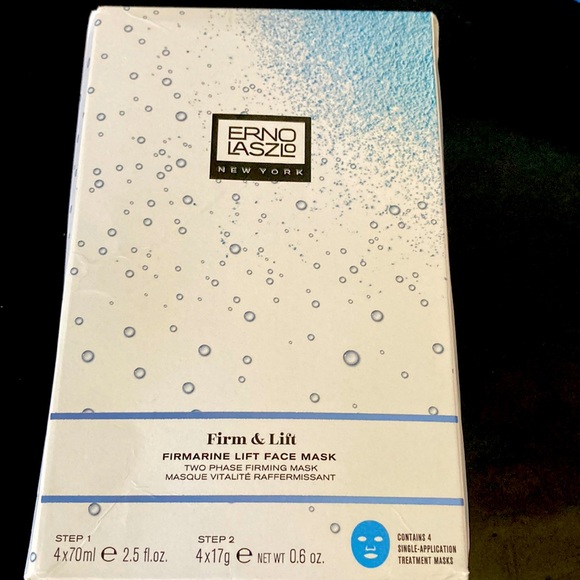 ERNO
LASZLO
NEW YORK
Firm & Lift
FIRMARINE LIFT FACE MASK
TWO PHASE FIRMING MASK
MASQUE VITALITÉ RAFFERMISSANT
STEP 1
4x70ml ℮ 2.5 fl.oz.
STEP 2
4x17g ℮ NET WT 0.6 oz.
CONTAINS 4
SINGLE-APPLICATION
TREATMENT MASKS